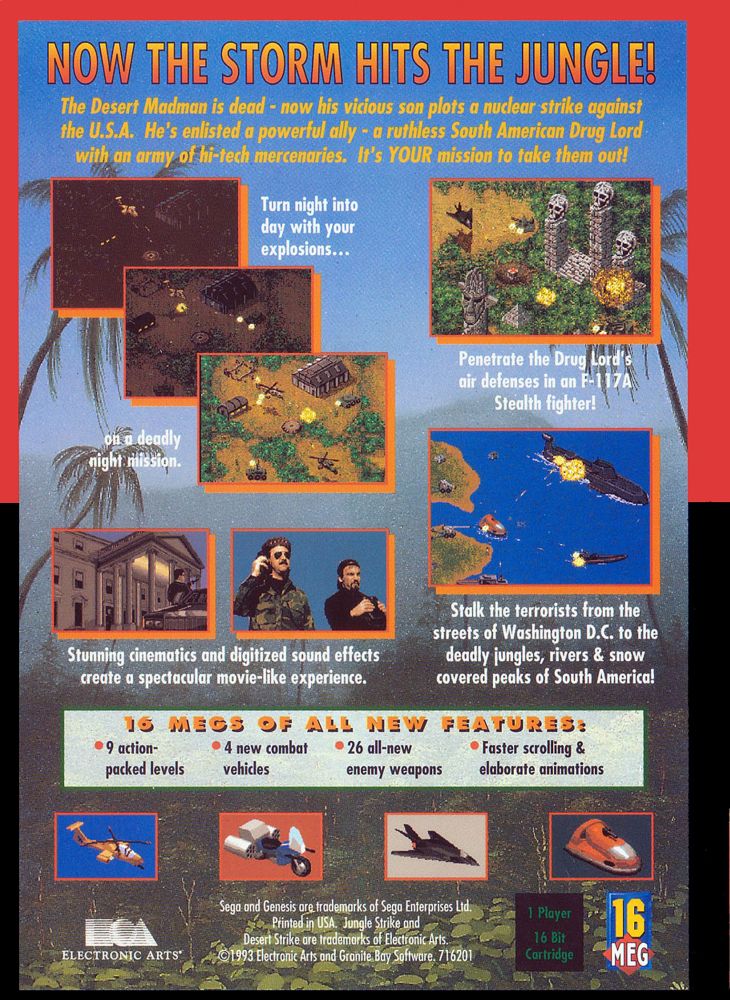 NOW THE STORM HITS THE JUNGLE!
The Desert Madman is dead - now his vicious son plots a nuclear strike against
the U.S.A. He's enlisted a powerful ally - a ruthless South American Drug Lord
with an army of hi-tech mercenaries. It's YOUR mission to take them out!
Turn night into
day with your
explosions...
on a deadly
night mission.
Penetrate the Drug Lord's
air defenses in an F-117A
Stealth fighter!
Stunning cinematics and digitized sound effects
create a spectacular movie-like experience.
Stalk the terrorists from the
streets of Washington D.C. to the
deadly jungles, rivers & snow
covered peaks of South America!
16 MEGS OF ALL NEW FEATURES:
• 9 action-
packed levels
• 4 new combat
vehicles
• 26 all-new
enemy weapons
• Faster scrolling &
elaborate animations
EA
ELECTRONIC ARTS®
Sega and Genesis are trademarks of Sega Enterprises Ltd.
Printed in USA. Jungle Strike and
Desert Strike are trademarks of Electronic Arts.
©1993 Electronic Arts and Granite Bay Software. 716201
1 Player
16 Bit
Cartridge
16
MEG